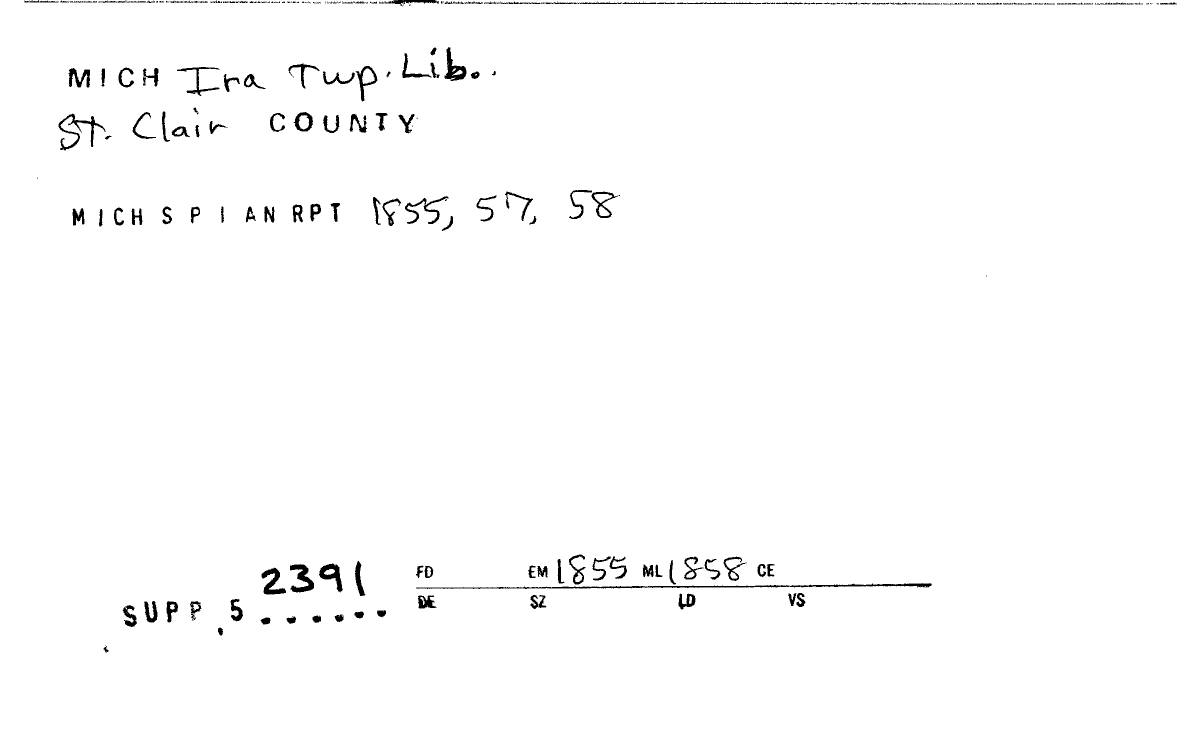 MICH Ira Twp. Lib..
St. Clair COUNTY
MICH S P I AN RPT 1855, 57, 58
2391
SUPP. 5 . . . . . .
FD EM 1855 ML 1858 CE
DE SZ LD VS